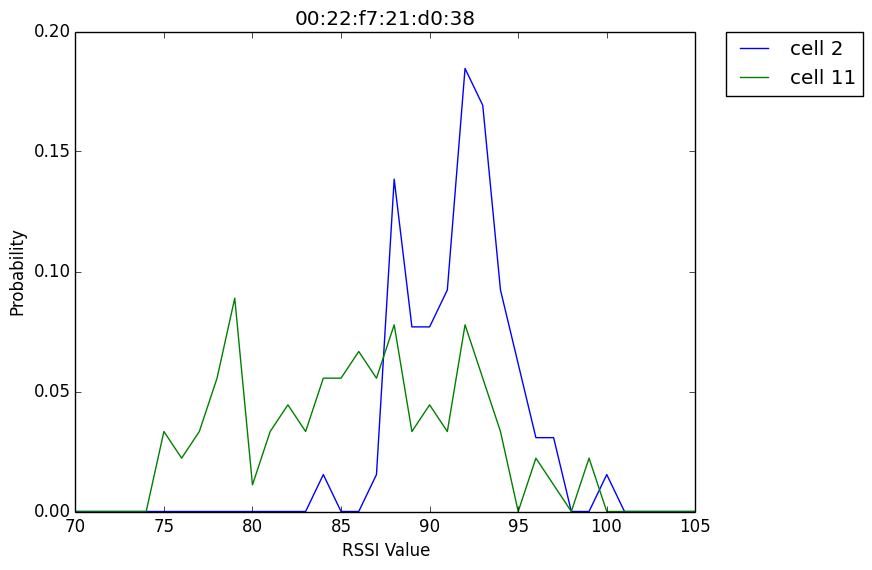 00:22:f7:21:d0:38
cell 2
cell 11
0.20
0.15
0.10
0.05
0.00
Probability
70 75 80 85 90 95 100 105
RSSI Value